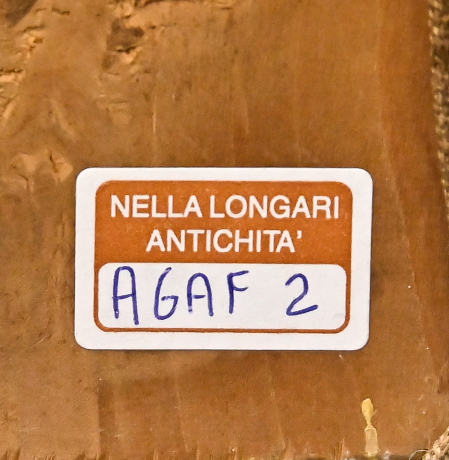 NELLA LONGARI
ANTICHITA'
AGAF 2